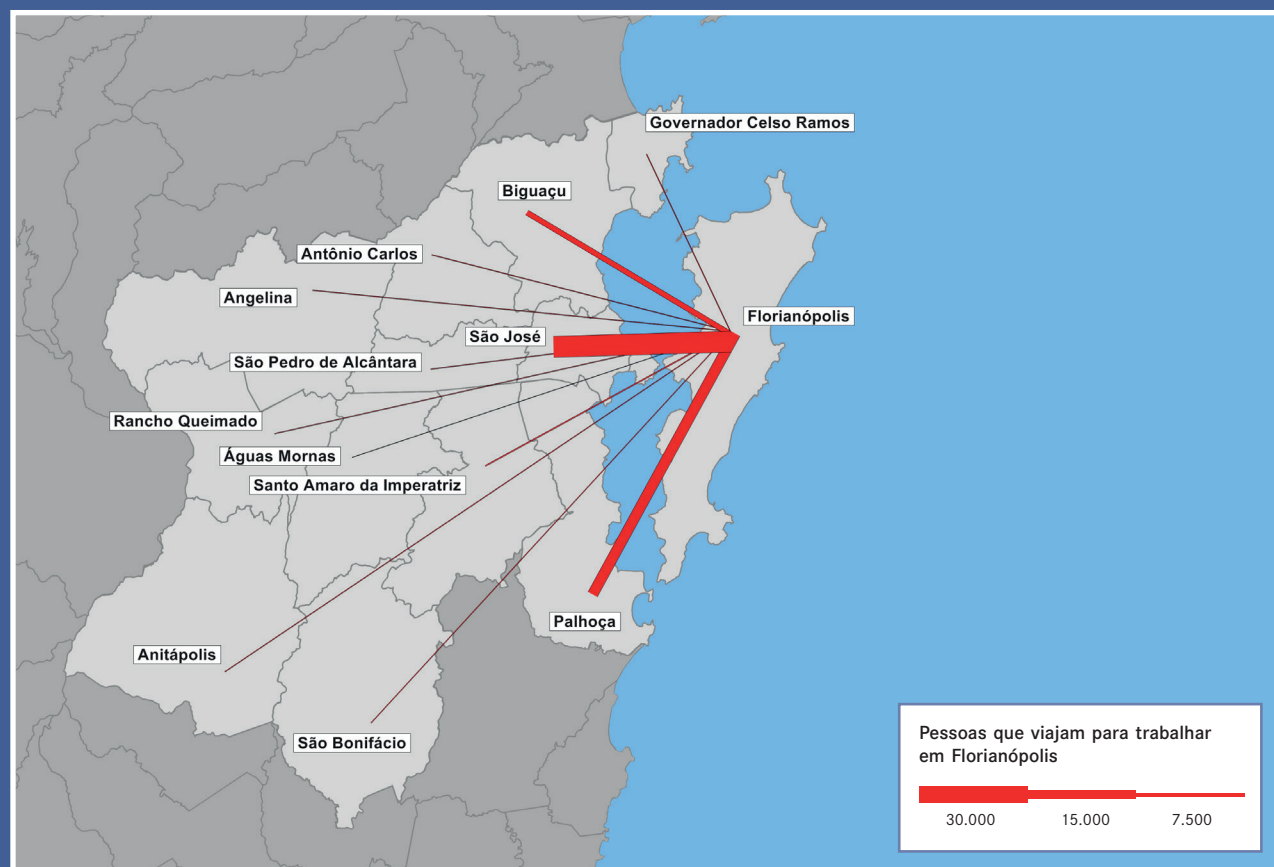 Governador Celso Ramos
Biguaçu
Antônio Carlos
Angelina
Florianópolis
São José
São Pedro de Alcântara
Rancho Queimado
Águas Mornas
Santo Amaro da Imperatriz
Palhoça
Anitápolis
São Bonifácio
Pessoas que viajam para trabalhar
em Florianópolis
30.000 15.000 7.500